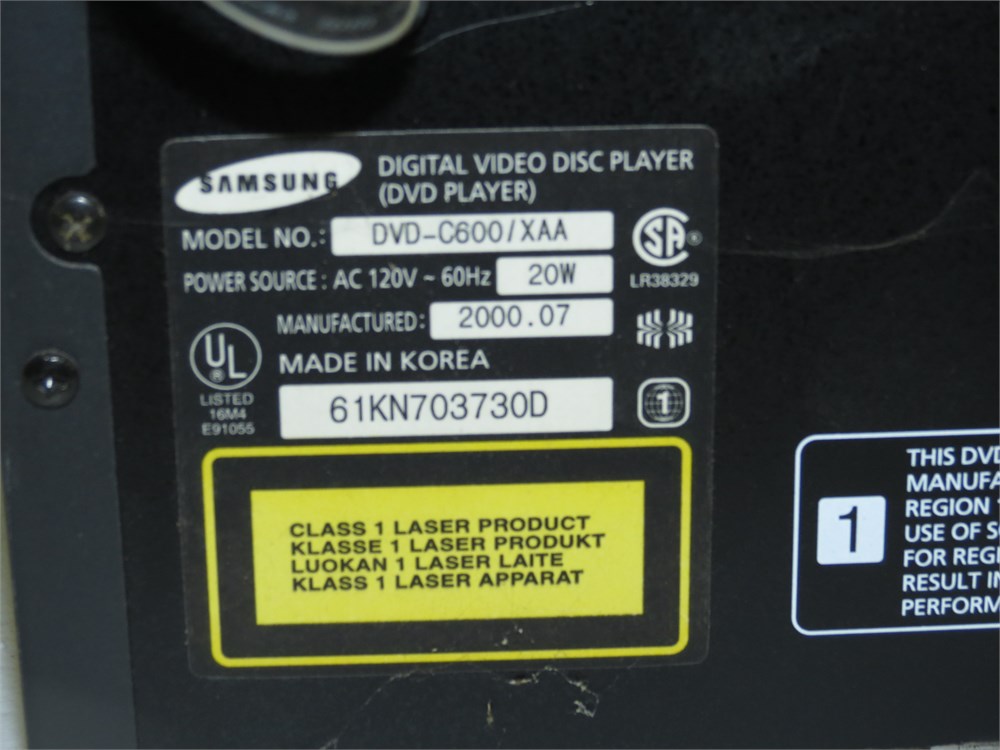 SAMSUNG
DIGITAL VIDEO DISC PLAYER
(DVD PLAYER)
MODEL NO.: DVD-C600/XAA
SA
LR38329
POWER SOURCE : AC 120V ~ 60Hz 20W
MANUFACTURED: 2000.07
UL
LISTED
16M4
E91055
MADE IN KOREA
61KN703730D
1
CLASS 1 LASER PRODUCT
KLASSE 1 LASER PRODUKT
LUOKAN 1 LASER LAITE
KLASS 1 LASER APPARAT
1
THIS DVD
MANUFA
REGION
USE OF S
FOR REGI
RESULT IN
PERFORM